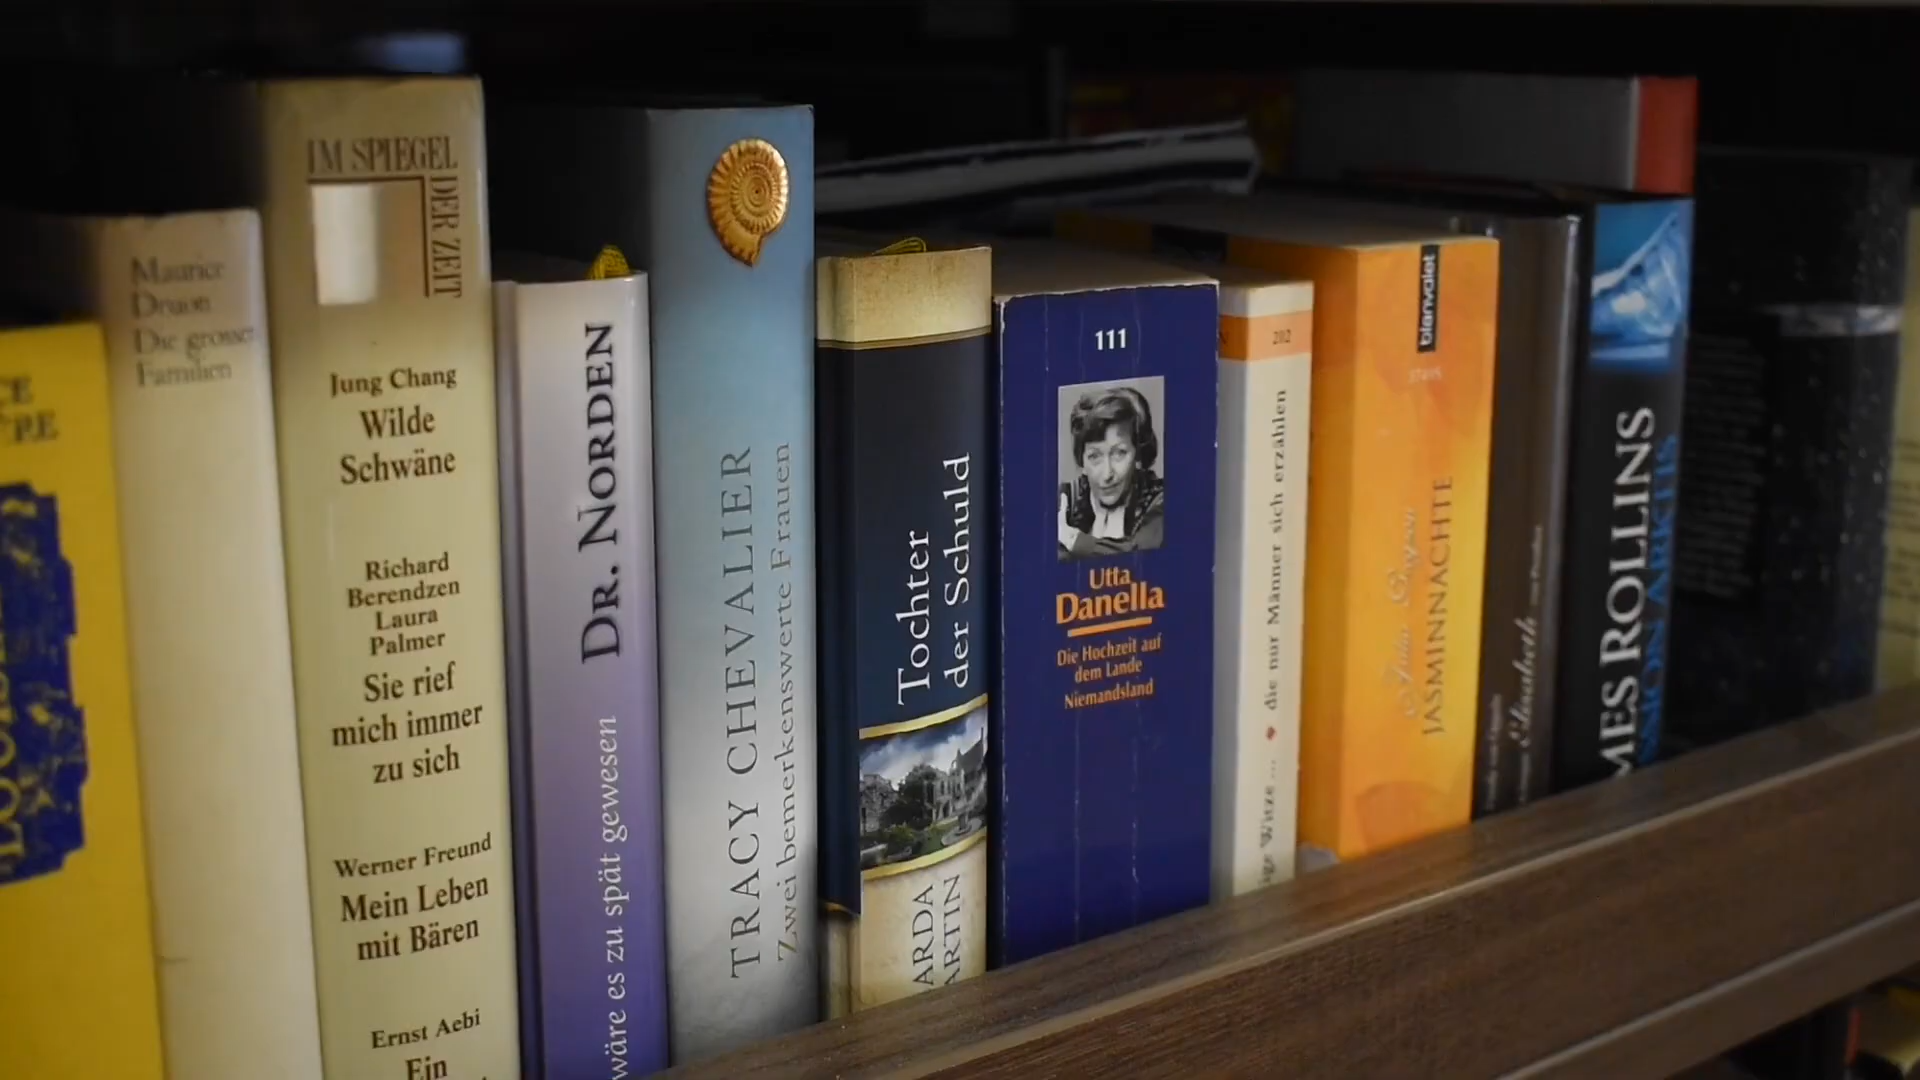 Maurice
Druon
Die grossen
Familien
IM SPIEGEL
DER ZEIT
Jung Chang
Wilde
Schwäne
Richard
Berendzen
Laura
Palmer
Sie rief
mich immer
zu sich
Werner Freund
Mein Leben
mit Bären
Ernst Aebi
Ein
DR. NORDEN
wäre es zu spät gewesen
TRACY CHEVALIER
Zwei bemerkenswerte Frauen
Tochter
der Schuld
ARDA
ARTIN
111
Utta
Danella
Die Hochzeit auf
dem Lande
Niemandsland
202
ige Witze ... die nur Männer sich erzählen
blanvalet
JASMINNÄCHTE
Elisabeth
MES ROLLINS